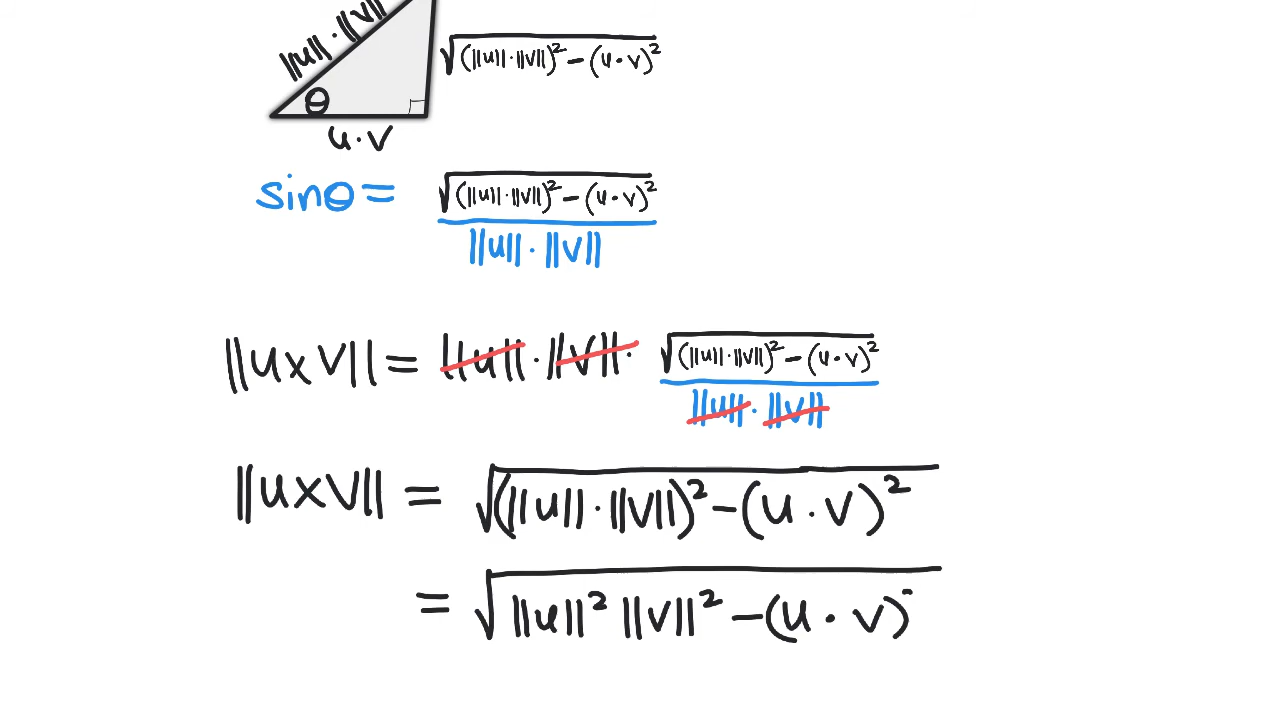 ||u||·||v||
√(||u||·||v||)² − (u·v)²
θ
u·v
sinθ = √(||u||·||v||)² − (u·v)² / ||u||·||v||
||u×v|| = ||u||·||v||· √(||u||·||v||)² − (u·v)² / ||u||·||v||
||u×v|| = √(||u||·||v||)² − (u·v)²
= √||u||² ||v||² − (u·v)